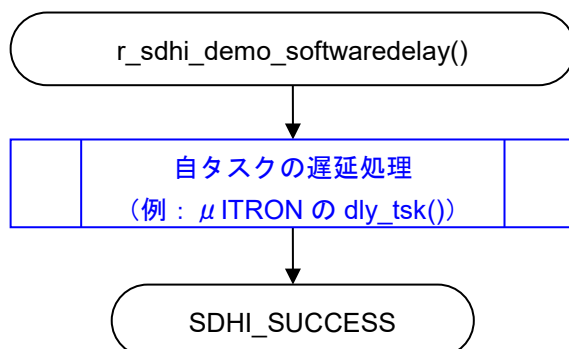 r_sdhi_demo_softwaredelay()
自タスクの遅延処理
（例：μITRON の dly_tsk()）
SDHI_SUCCESS